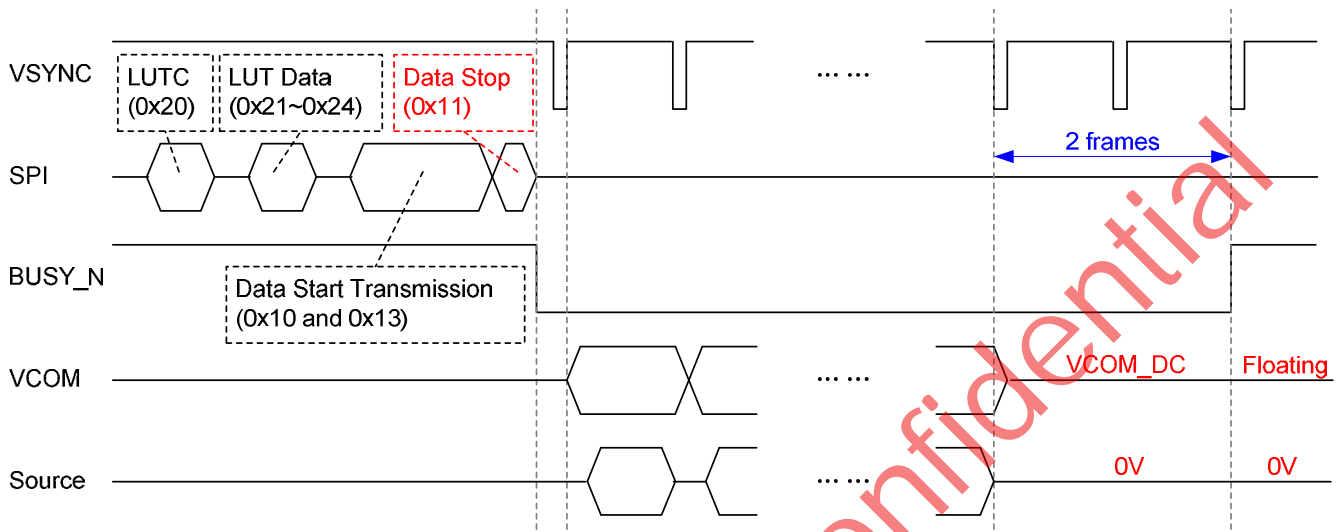 VSYNC
LUTC
(0x20)
LUT Data
(0x21~0x24)
Data Stop
(0x11)
... ...
2 frames
SPI
BUSY_N
Data Start Transmission
(0x10 and 0x13)
VCOM
... ...
VCOM_DC
Floating
Source
... ...
0V
0V